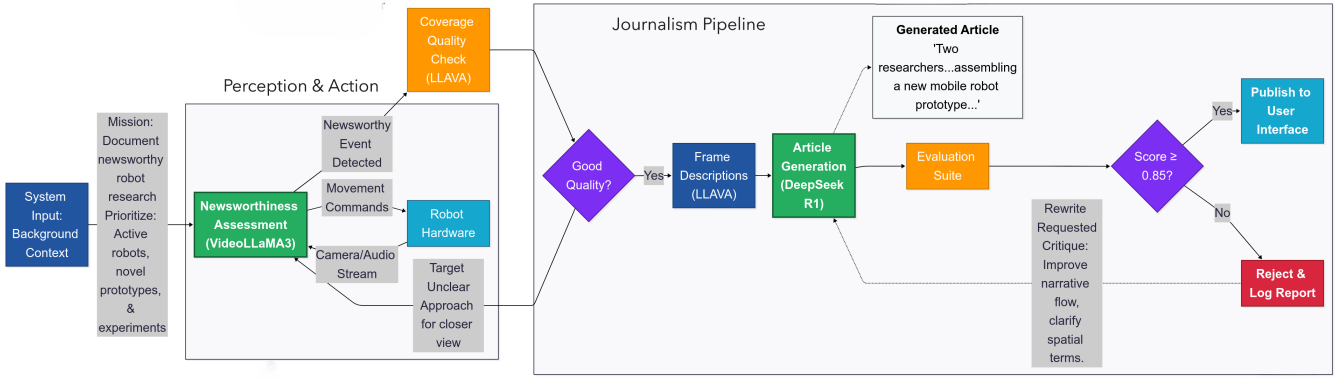 System
Input:
Background
Context
Mission:
Document
newsworthy
robot
research
Prioritize:
Active
robots,
novel
prototypes,
&
experiments
Perception & Action
Newsworthiness
Assessment
(VideoLLaMA3)
Newsworthy
Event
Detected
Movement
Commands
Camera/Audio
Stream
Robot
Hardware
Target
Unclear
Approach
for closer
view
Coverage
Quality
Check
(LLAVA)
Journalism Pipeline
Good
Quality?
Yes
Frame
Descriptions
(LLAVA)
Article
Generation
(DeepSeek
R1)
Generated Article
'Two
researchers...assembling
a new mobile robot
prototype...'
Evaluation
Suite
Score ≥
0.85?
Yes
Publish to
User
Interface
No
Reject &
Log Report
Rewrite
Requested
Critique:
Improve
narrative
flow,
clarify
spatial
terms.